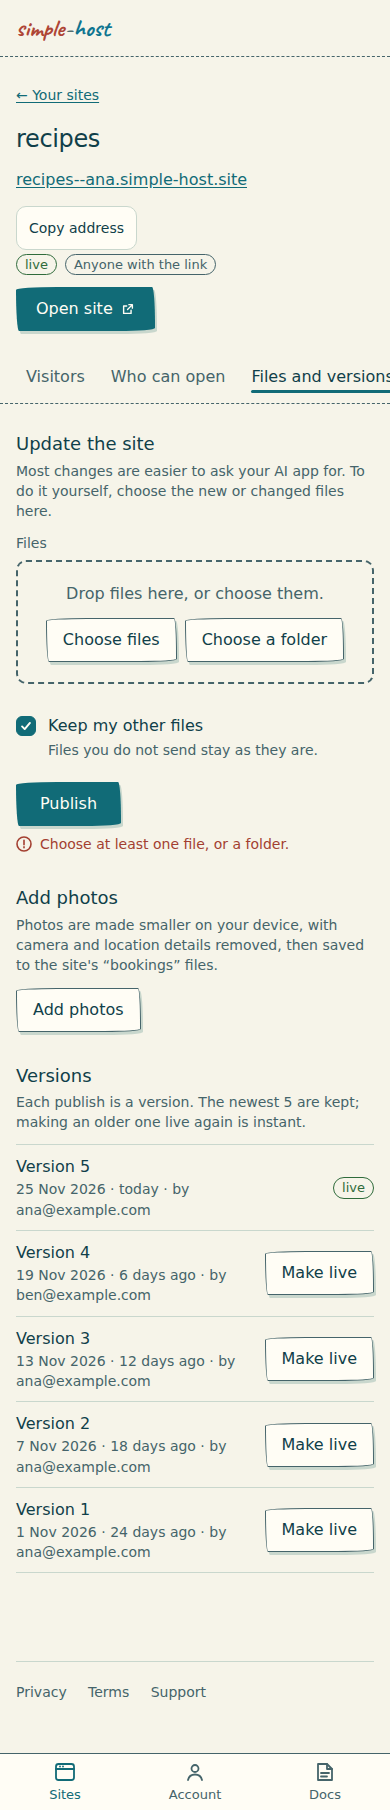 simple-host
← Your sites
recipes
recipes--ana.simple-host.site
Copy address
live Anyone with the link
Open site
Visitors Who can open Files and versions
Update the site
Most changes are easier to ask your AI app for. To
do it yourself, choose the new or changed files
here.
Files
Drop files here, or choose them.
Choose files Choose a folder
Keep my other files
Files you do not send stay as they are.
Publish
Choose at least one file, or a folder.
Add photos
Photos are made smaller on your device, with
camera and location details removed, then saved
to the site's “bookings” files.
Add photos
Versions
Each publish is a version. The newest 5 are kept;
making an older one live again is instant.
Version 5
25 Nov 2026 · today · by
ana@example.com
live
Version 4
19 Nov 2026 · 6 days ago · by
ben@example.com
Make live
Version 3
13 Nov 2026 · 12 days ago · by
ana@example.com
Make live
Version 2
7 Nov 2026 · 18 days ago · by
ana@example.com
Make live
Version 1
1 Nov 2026 · 24 days ago · by
ana@example.com
Make live
Privacy Terms Support
Sites Account Docs